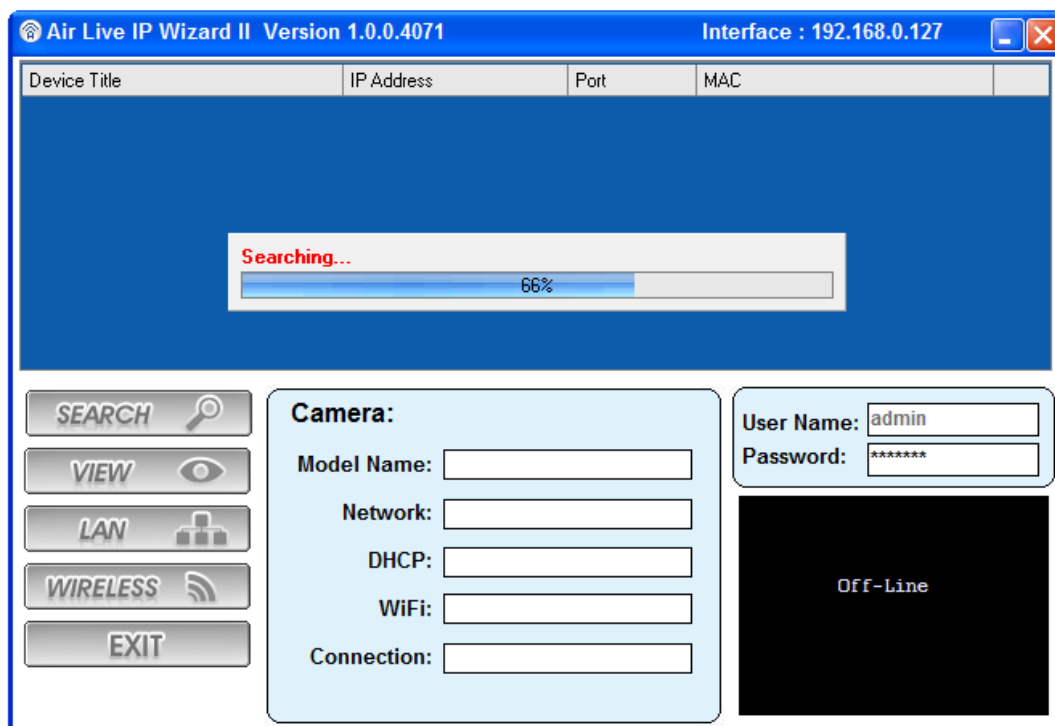 Air Live IP Wizard II Version 1.0.0.4071 Interface : 192.168.0.127
Device Title IP Address Port MAC
Searching...
66%
SEARCH
VIEW
LAN
WIRELESS
EXIT
Camera:
Model Name:
Network:
DHCP:
WiFi:
Connection:
User Name: admin
Password: *******
Off-Line